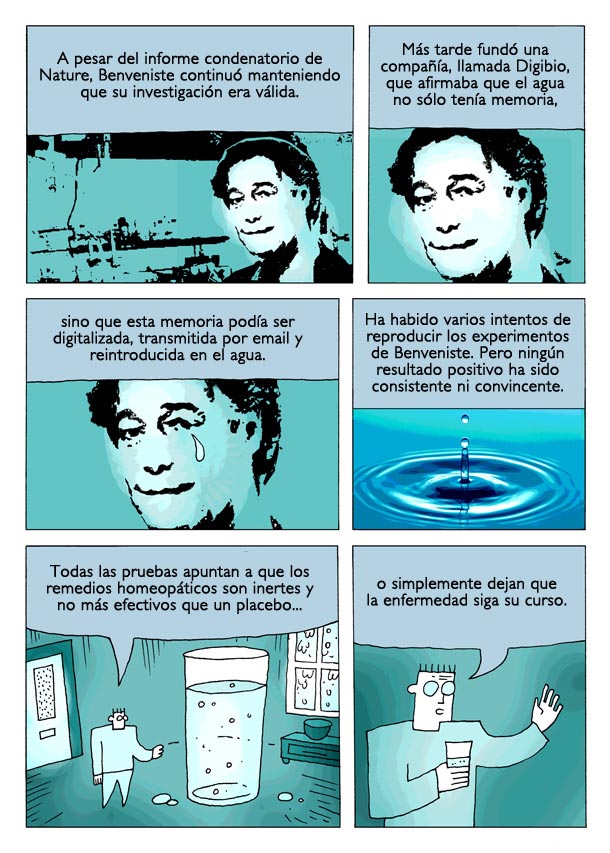 A pesar del informe condenatorio de
Nature, Benveniste continuó manteniendo
que su investigación era válida.
Más tarde fundó una
compañía, llamada Digibio,
que afirmaba que el agua
no sólo tenía memoria,
sino que esta memoria podía ser
digitalizada, transmitida por email y
reintroducida en el agua.
Ha habido varios intentos de
reproducir los experimentos
de Benveniste. Pero ningún
resultado positivo ha sido
consistente ni convincente.
Todas las pruebas apuntan a que los
remedios homeopáticos son inertes y
no más efectivos que un placebo...
o simplemente dejan que
la enfermedad siga su curso.